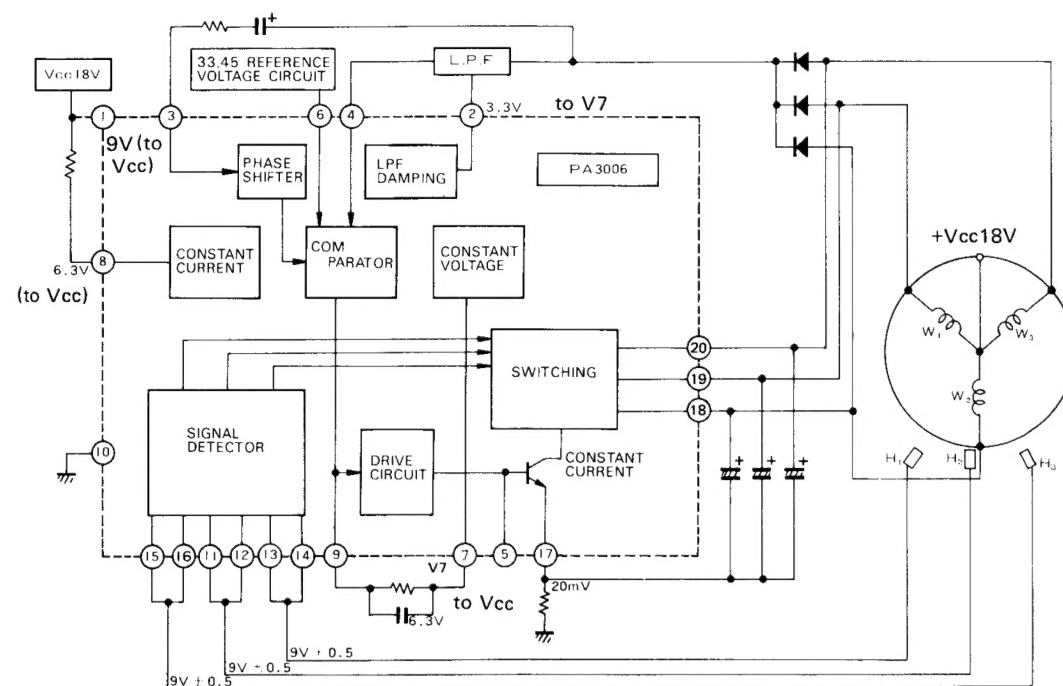 Vcc18V
33,45 REFERENCE
VOLTAGE CIRCUIT
L.P.F
1
3
6
4
2
3.3V
to V7
9V (to
Vcc)
PHASE
SHIFTER
LPF
DAMPING
PA3006
8
6.3V
(to Vcc)
CONSTANT
CURRENT
COM
PARATOR
CONSTANT
VOLTAGE
+Vcc18V
W1
W3
W2
20
19
18
SWITCHING
SIGNAL
DETECTOR
10
DRIVE
CIRCUIT
CONSTANT
CURRENT
+
+
+
+
H1
H2
H3
15
16
11
12
13
14
9
7
5
17
V7
to Vcc
6.3V
20mV
9V ± 0.5
9V ± 0.5
9V ± 0.5